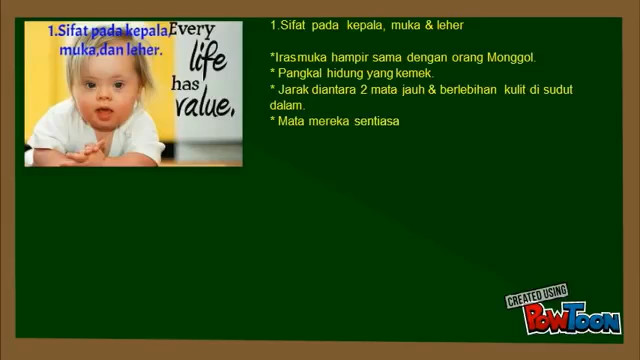 1.Sifat pada kepala,
muka,dan leher.
Every
life
has
value.
1.Sifat pada kepala, muka & leher
*Irasmuka hampir sama dengan orang Monggol.
* Pangkal hidung yang kemek.
* Jarak diantara 2 mata jauh & berlebihan kulit di sudut
dalam.
* Mata mereka sentiasa
CREATED USING
POWTOON